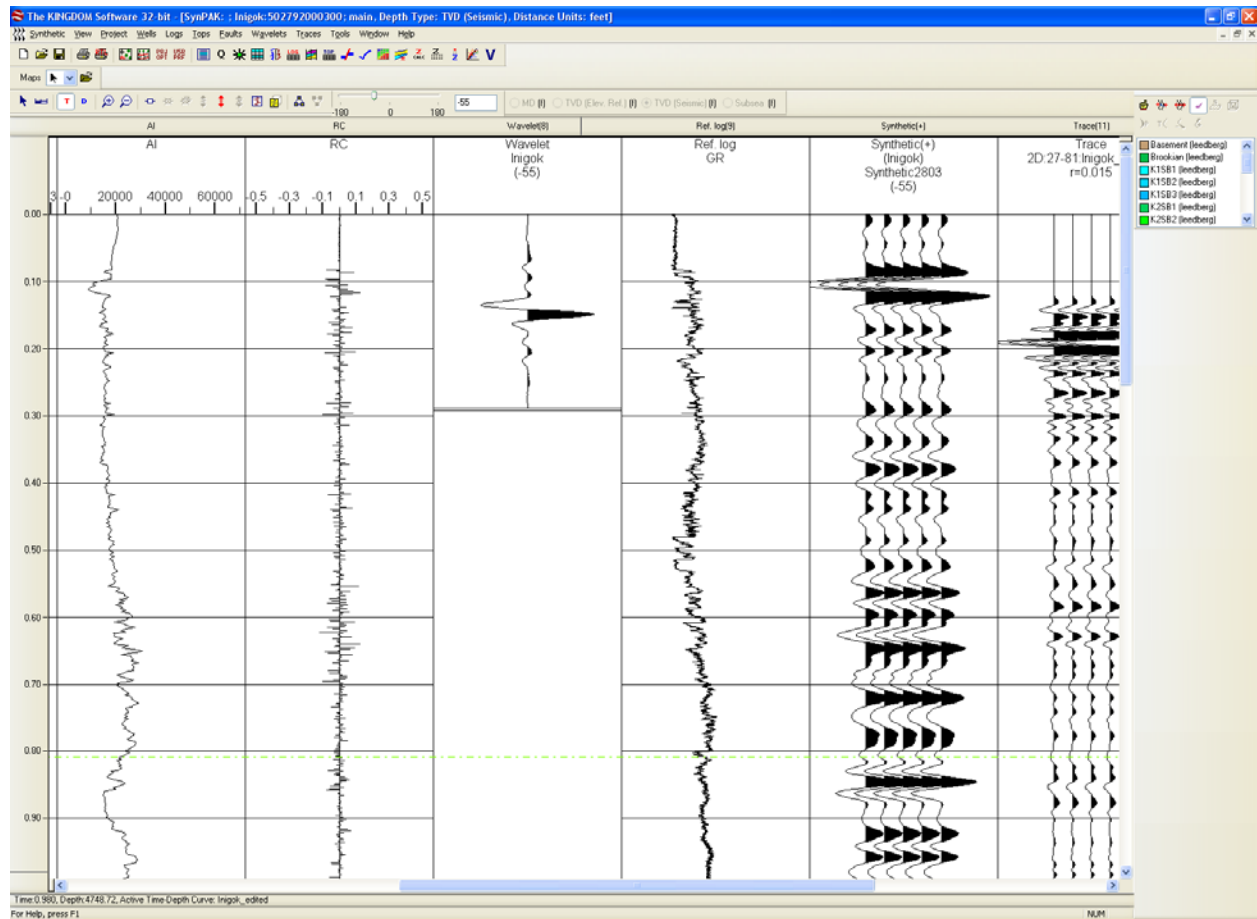 The KINGDOM Software 32-bit - [SynPAK: ; Inigok:502792000300; main, Depth Type: TVD (Seismic), Distance Units: feet]
Synthetic View Project Wells Logs Tops Faults Wavelets Traces Tools Window Help
Maps
T D -180 0 180 -55 MD (I) TVD (Elev. Ref.) (I) TVD (Seismic) (I) Subsea (I)
AI RC Wavelet(8) Ref. log(9) Synthetic(+) Trace(11)
AI RC Wavelet Ref. log Synthetic(+) Trace
Inigok GR (Inigok) 2D:27-81:Inigok_
(-55) Synthetic2803 r=0.015
(-55)
3-0 20000 40000 60000 -0.5 -0.3 -0.1 0.1 0.3 0.5
0.00
0.10
0.20
0.30
0.40
0.50
0.60
0.70
0.80
0.90
Basement (leedberg)
Brookian (leedberg)
K1SB1 (leedberg)
K1SB2 (leedberg)
K1SB3 (leedberg)
K2SB1 (leedberg)
K2SB2 (leedberg)
Time:0.980, Depth:4748.72, Active Time-Depth Curve: Inigok_edited
For Help, press F1 NUM